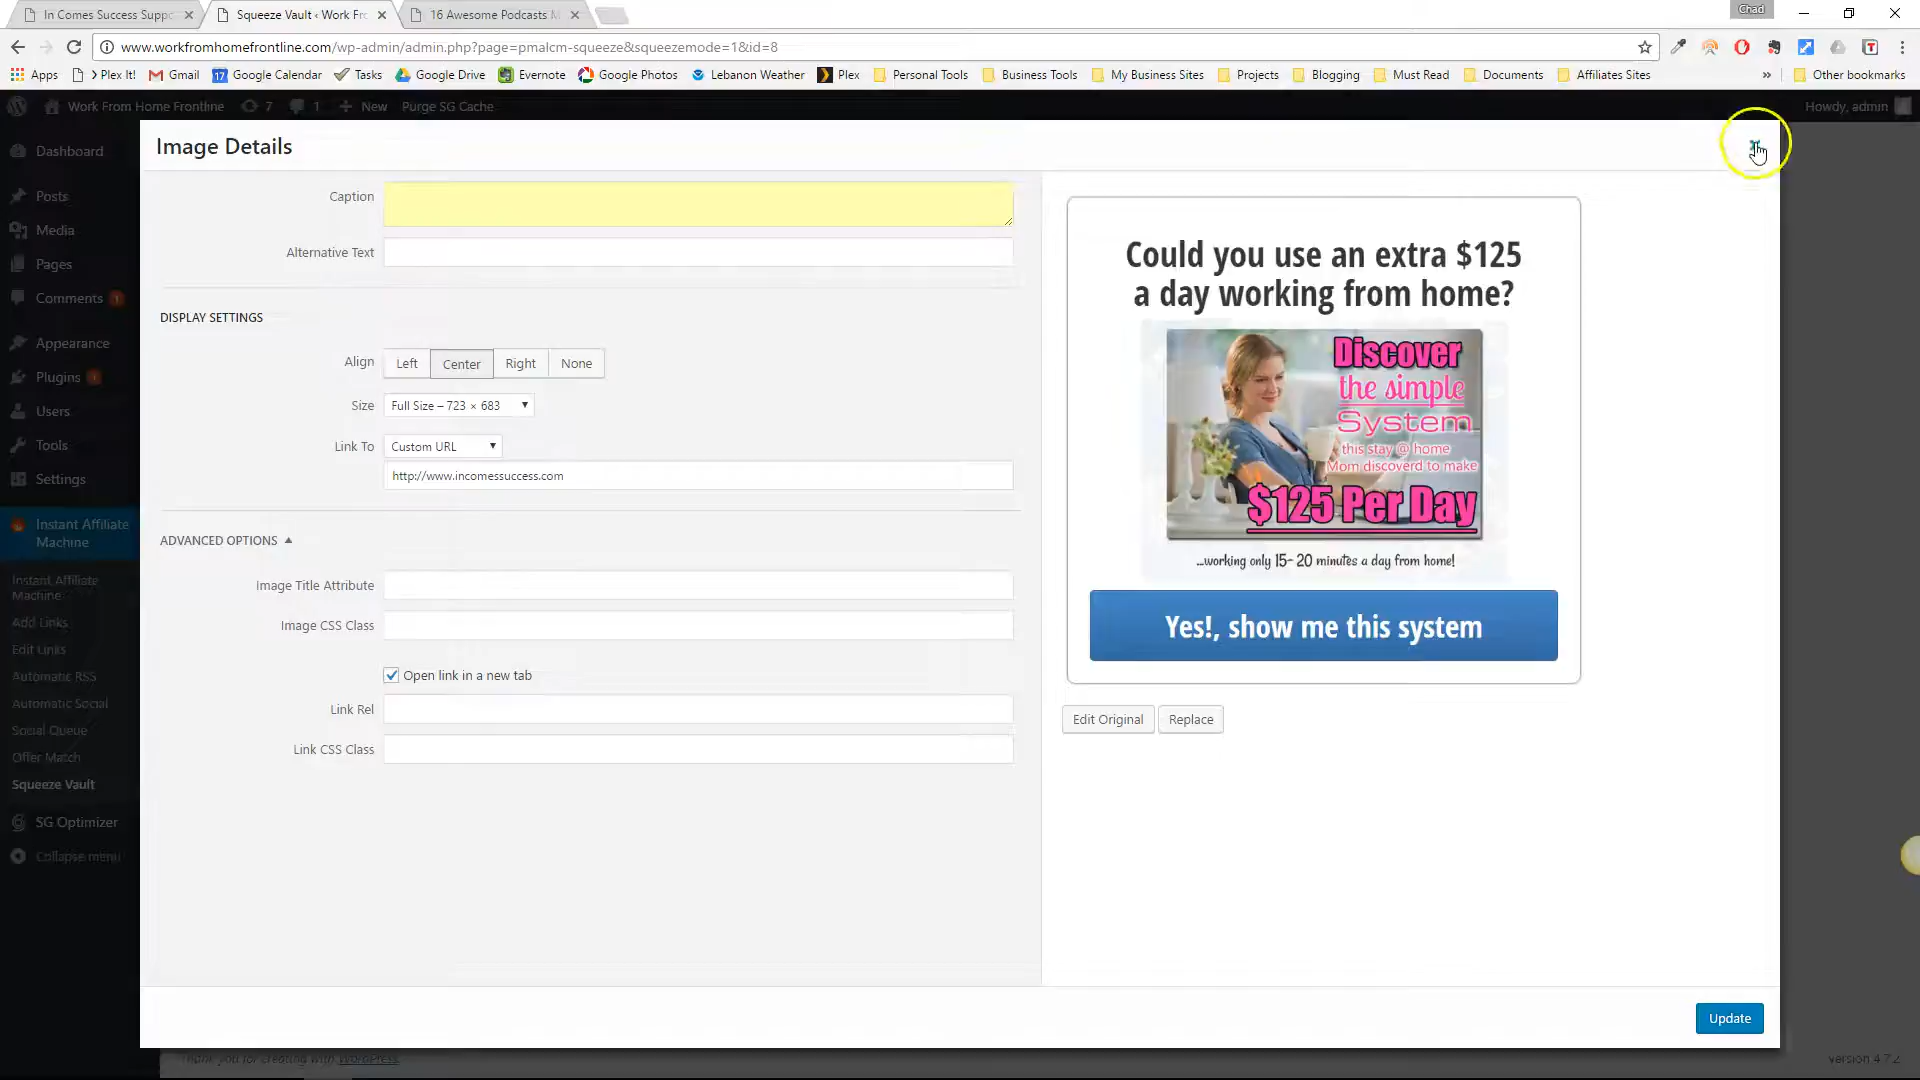 In Comes Success Suppo
Squeeze Vault ‹ Work Fro
16 Awesome Podcasts M
Chad
www.workfromhomefrontline.com/wp-admin/admin.php?page=pmalcm-squeeze&squeezemode=1&id=8
Apps
> Plex It!
Gmail
Google Calendar
Tasks
Google Drive
Evernote
Google Photos
Lebanon Weather
Plex
Personal Tools
Business Tools
My Business Sites
Projects
Blogging
Must Read
Documents
Affiliates Sites
»
Other bookmarks
Work From Home Frontline
7
1
New
Purge SG Cache
Howdy, admin
Dashboard
Posts
Media
Pages
Comments 1
Appearance
Plugins 1
Users
Tools
Settings
Instant Affiliate
Machine
Instant Affiliate
Machine
Add Links
Edit Links
Automatic RSS
Automatic Social
Social Queue
Offer Match
Squeeze Vault
SG Optimizer
Collapse menu
Image Details
Caption
Alternative Text
DISPLAY SETTINGS
Align
Left
Center
Right
None
Size
Full Size – 723 × 683
Link To
Custom URL
http://www.incomessuccess.com
ADVANCED OPTIONS
Image Title Attribute
Image CSS Class
Open link in a new tab
Link Rel
Link CSS Class
Could you use an extra $125
a day working from home?
Discover
the simple
System
this stay @ home
Mom discoverd to make
$125 Per Day
...working only 15-20 minutes a day from home!
Yes!, show me this system
Edit Original
Replace
Update
Thank you for creating with WordPress.
Version 4.7.2